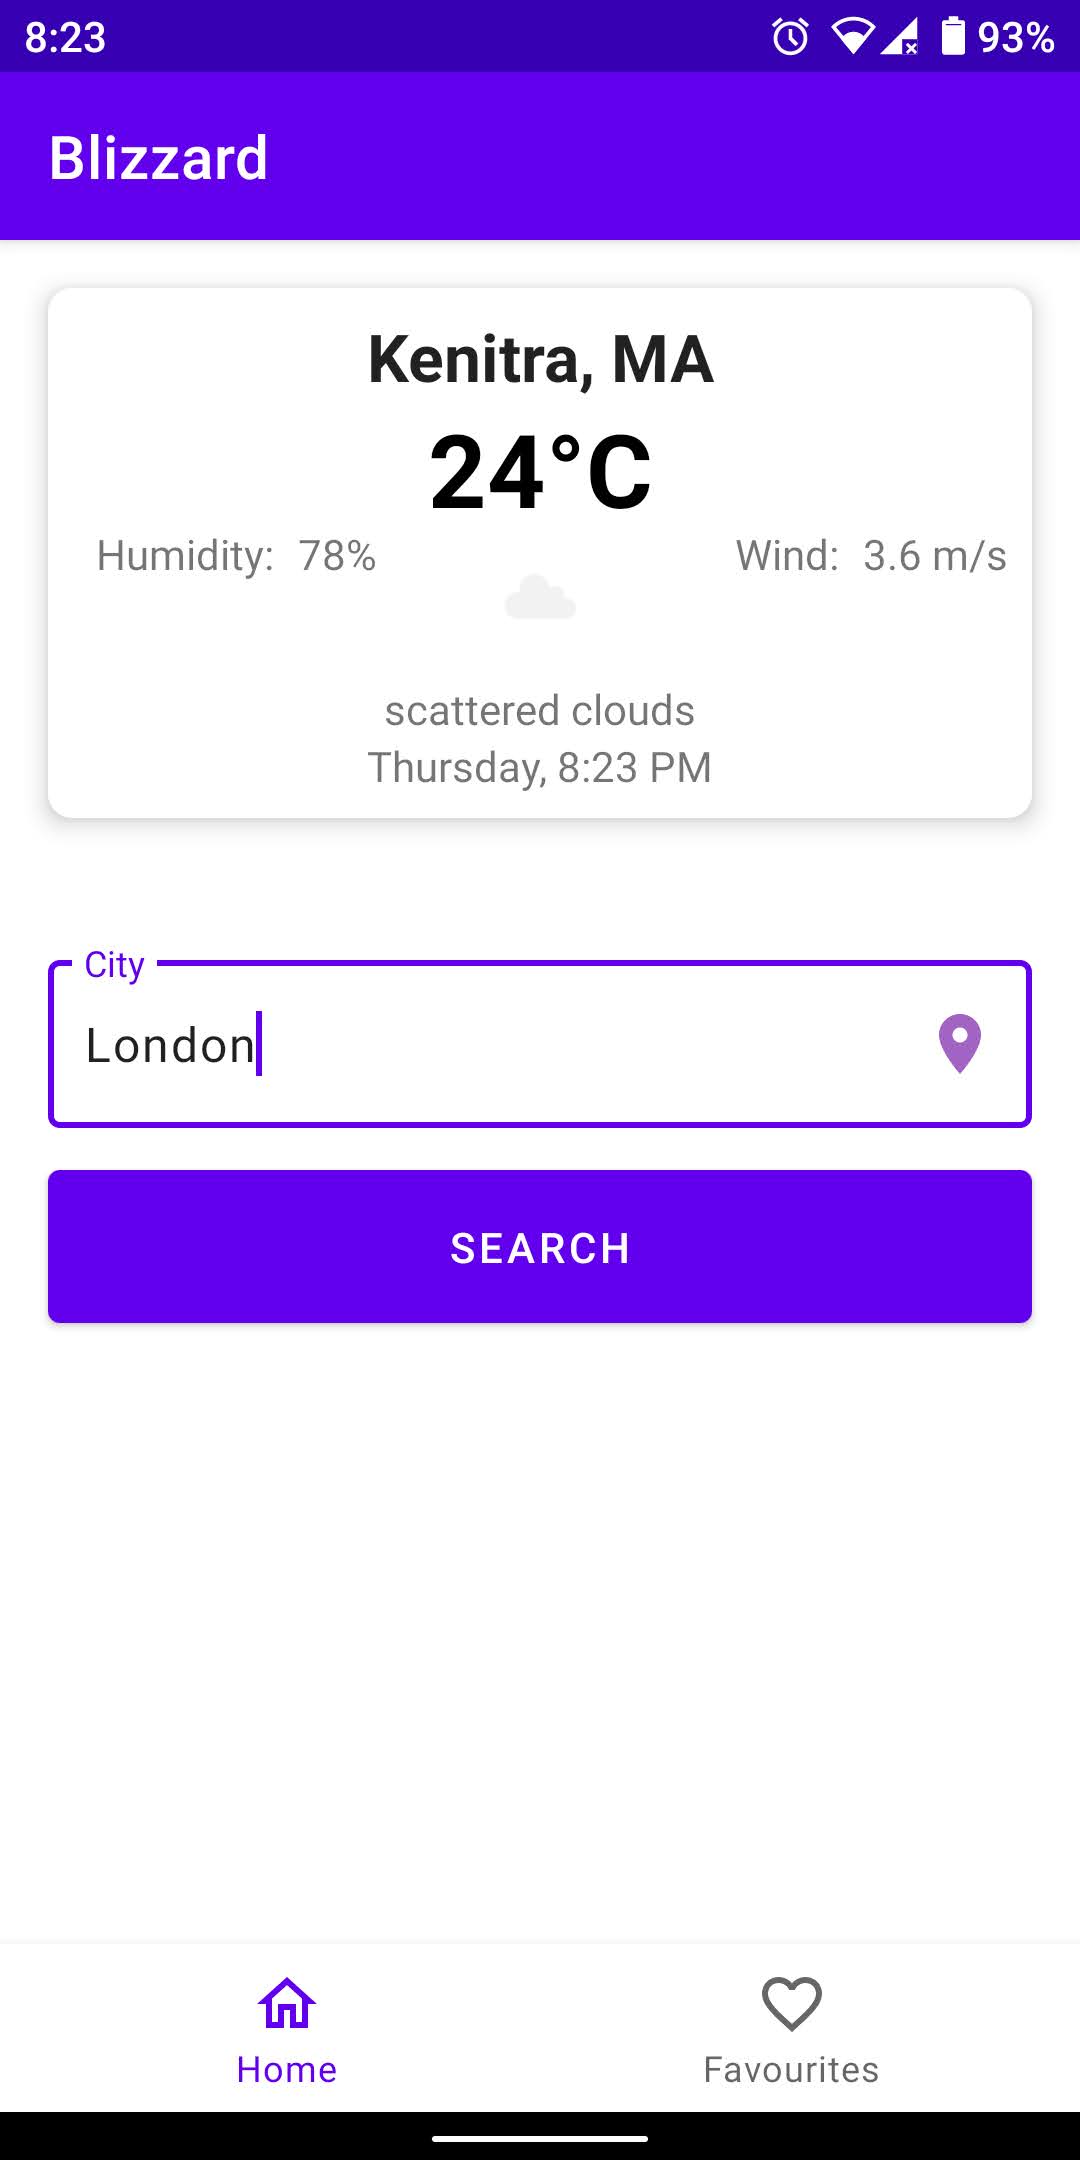 8:23 93%
Blizzard
Kenitra, MA
24°C
Humidity: 78% Wind: 3.6 m/s
scattered clouds
Thursday, 8:23 PM
City
London
SEARCH
Home Favourites